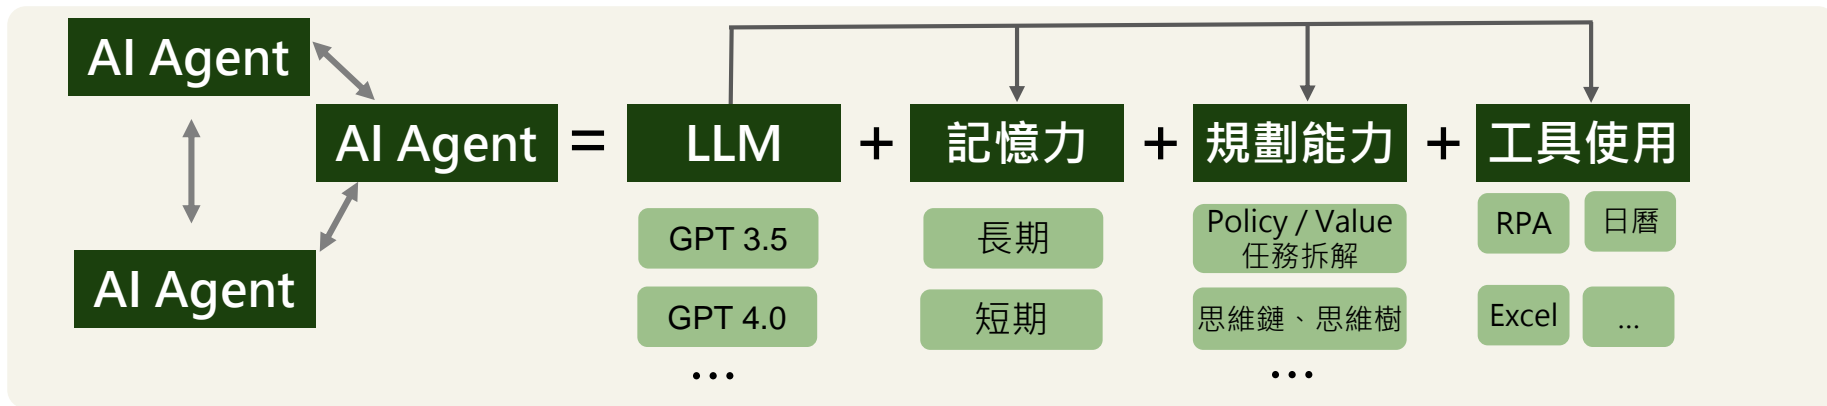 AI Agent
AI Agent
AI Agent
=
LLM
+
記憶力
+
規劃能力
+
工具使用
GPT 3.5
GPT 4.0
...
長期
短期
Policy / Value
任務拆解
思維鏈、思維樹
...
RPA
日曆
Excel
...